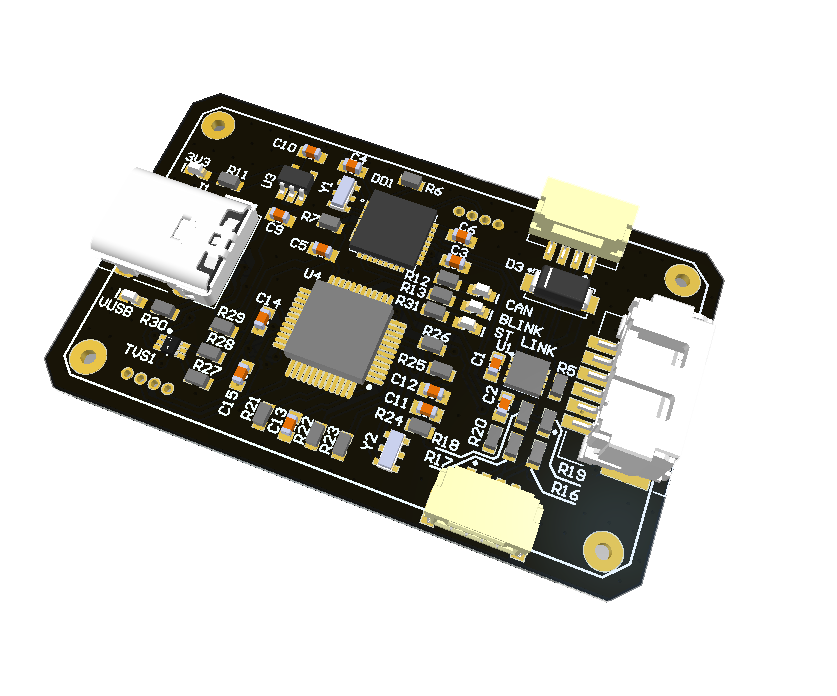 C10
C4
3V3
R11
U3
Y1
DD1
R6
C9
R7
C6
C5
C3
D3
U4
R12
R13
R31
CAN
BLINK
ST LINK
VUSB
R30
C14
R29
R28
R27
TVS1
R26
U1
C1
R5
R25
C12
C2
C11
R24
C15
R21
C13
R22
R23
Y2
R20
R18
R17
R19
R16